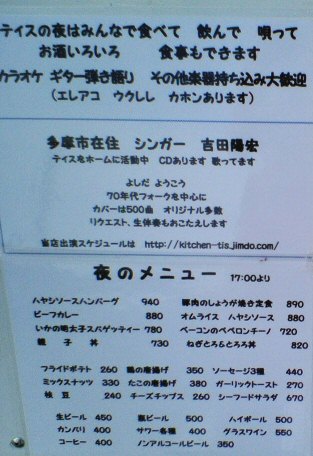 ティスの夜はみんなで食べて 飲んで 唄って
お酒いろいろ 食事もできます
カラオケ ギター弾き語り その他楽器持ち込み大歓迎
(エレアコ ウクレレ カホンあります)
多摩市在住 シンガー 吉田陽宏
ティスをホームに活動中 CDあります 歌ってます
よしだ ようこう
70年代フォークを中心に
カバーは500曲 オリジナル多数
リクエスト、生伴奏もおこたえします
当店出演スケジュールは http://kitchen-tis.jimdo.com/
夜のメニュー 17:00より
ハヤシソースハンバーグ 940 豚肉のしょうが焼き定食 890
ビーフカレー 880 オムライス ハヤシソース 880
いかの明太子スパゲッティー 780 ベーコンのペペロンチーノ 720
親子丼 730 ねぎとろ&とろろ丼 820
フライドポテト 260 鶏の唐揚げ 350 ソーセージ3種 440
ミックスナッツ 330 たこの唐揚げ 380 ガーリックトースト 270
枝豆 240 チーズチップス 260 シーフードサラダ 670
生ビール 450 瓶ビール 500 ハイボール 500
カンパリ 400 サワー各種 400 グラスワイン 550
コーヒー 400 ノンアルコールビール 350